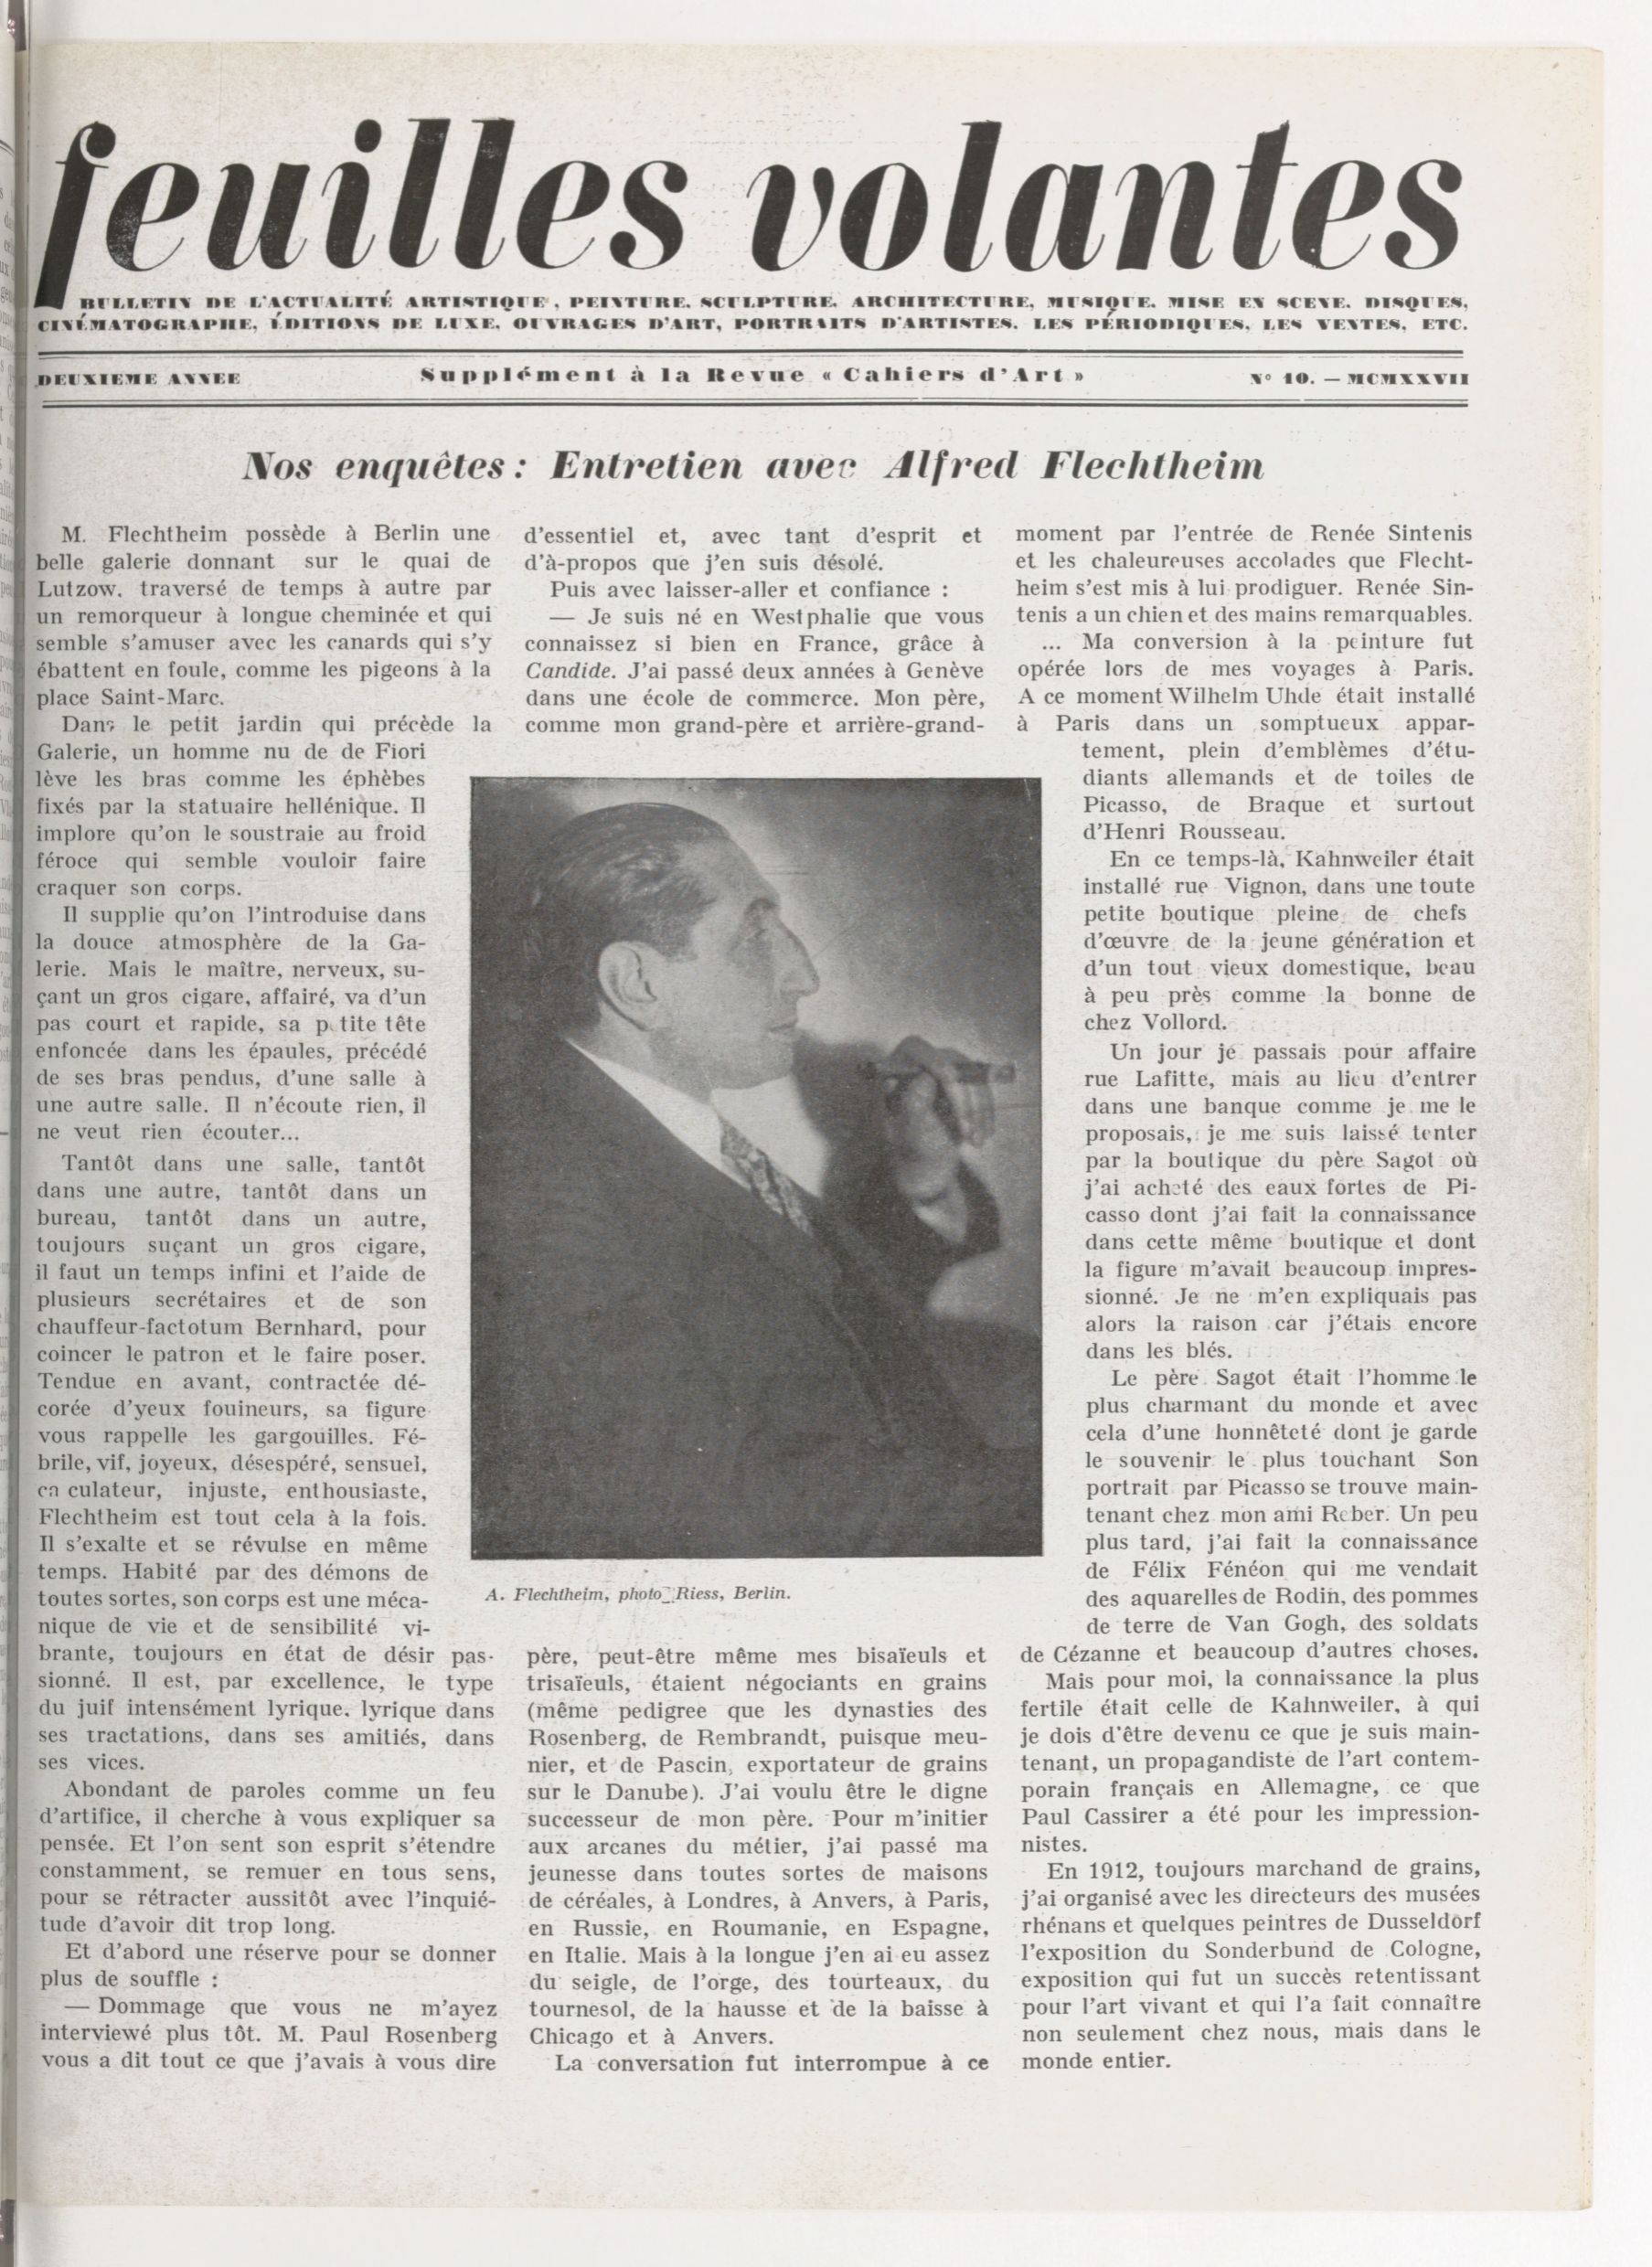 feuilles volantes
BULLETIN DE L'ACTUALITÉ ARTISTIQUE, PEINTURE, SCULPTURE, ARCHITECTURE, MUSIQUE, MISE EN SCENE, DISQUES,
CINÉMATOGRAPHE, ÉDITIONS DE LUXE, OUVRAGES D'ART, PORTRAITS D'ARTISTES, LES PÉRIODIQUES, LES VENTES, ETC.
DEUXIEME ANNEE
Supplément à la Revue « Cahiers d'Art »
N° 10. — MCMXXVII
Nos enquêtes : Entretien avec Alfred Flechtheim
M. Flechtheim possède à Berlin une
belle galerie donnant sur le quai de
Lutzow, traversé de temps à autre par
un remorqueur à longue cheminée et qui
semble s'amuser avec les canards qui s'y
ébattent en foule, comme les pigeons à la
place Saint-Marc.
Dans le petit jardin qui précède la
Galerie, un homme nu de de Fiori
lève les bras comme les éphèbes
fixés par la statuaire hellénique. Il
implore qu'on le soustraie au froid
féroce qui semble vouloir faire
craquer son corps.
Il supplie qu'on l'introduise dans
la douce atmosphère de la Ga-
lerie. Mais le maître, nerveux, su-
çant un gros cigare, affairé, va d'un
pas court et rapide, sa p tite tête
enfoncée dans les épaules, précédé
de ses bras pendus, d'une salle à
une autre salle. Il n'écoute rien, il
ne veut rien écouter...
Tantôt dans une salle, tantôt
dans une autre, tantôt dans un
bureau, tantôt dans un autre,
toujours suçant un gros cigare,
il faut un temps infini et l'aide de
plusieurs secrétaires et de son
chauffeur-factotum Bernhard, pour
coincer le patron et le faire poser.
Tendue en avant, contractée dé-
corée d'yeux fouineurs, sa figure
vous rappelle les gargouilles. Fé-
brile, vif, joyeux, désespéré, sensuel,
ca culateur, injuste, enthousiaste,
Flechtheim est tout cela à la fois.
Il s'exalte et se révulse en même
temps. Habité par des démons de
toutes sortes, son corps est une méca-
nique de vie et de sensibilité vi-
brante, toujours en état de désir pas-
sionné. Il est, par excellence, le type
du juif intensément lyrique, lyrique dans
ses tractations, dans ses amitiés, dans
ses vices.
Abondant de paroles comme un feu
d'artifice, il cherche à vous expliquer sa
pensée. Et l'on sent son esprit s'étendre
constamment, se remuer en tous sens,
pour se rétracter aussitôt avec l'inquié-
tude d'avoir dit trop long.
Et d'abord une réserve pour se donner
plus de souffle :
— Dommage que vous ne m'ayez
interviewé plus tôt. M. Paul Rosenberg
vous a dit tout ce que j'avais à vous dire
d'essentiel et, avec tant d'esprit et
d'à-propos que j'en suis désolé.
Puis avec laisser-aller et confiance :
— Je suis né en Westphalie que vous
connaissez si bien en France, grâce à
Candide. J'ai passé deux années à Genève
dans une école de commerce. Mon père,
comme mon grand-père et arrière-grand-
A. Flechtheim, photo Riess, Berlin.
père, peut-être même mes bisaïeuls et
trisaïeuls, étaient négociants en grains
(même pedigree que les dynasties des
Rosenberg, de Rembrandt, puisque meu-
nier, et de Pascin, exportateur de grains
sur le Danube). J'ai voulu être le digne
successeur de mon père. Pour m'initier
aux arcanes du métier, j'ai passé ma
jeunesse dans toutes sortes de maisons
de céréales, à Londres, à Anvers, à Paris,
en Russie, en Roumanie, en Espagne,
en Italie. Mais à la longue j'en ai eu assez
du seigle, de l'orge, des tourteaux, du
tournesol, de la hausse et de la baisse à
Chicago et à Anvers.
La conversation fut interrompue à ce
moment par l'entrée de Renée Sintenis
et les chaleureuses accolades que Flecht-
heim s'est mis à lui prodiguer. Renée Sin-
tenis a un chien et des mains remarquables.
... Ma conversion à la peinture fut
opérée lors de mes voyages à Paris.
A ce moment Wilhelm Uhde était installé
à Paris dans un somptueux appar-
tement, plein d'emblèmes d'étu-
diants allemands et de toiles de
Picasso, de Braque et surtout
d'Henri Rousseau.
En ce temps-là, Kahnweiler était
installé rue Vignon, dans une toute
petite boutique pleine de chefs
d'œuvre de la jeune génération et
d'un tout vieux domestique, beau
à peu près comme la bonne de
chez Vollord.
Un jour je passais pour affaire
rue Lafitte, mais au lieu d'entrer
dans une banque comme je me le
proposais, je me suis laissé tenter
par la boutique du père Sagot où
j'ai acheté des eaux fortes de Pi-
casso dont j'ai fait la connaissance
dans cette même boutique et dont
la figure m'avait beaucoup impres-
sionné. Je ne m'en expliquais pas
alors la raison car j'étais encore
dans les blés.
Le père Sagot était l'homme le
plus charmant du monde et avec
cela d'une honnêteté dont je garde
le souvenir le plus touchant Son
portrait par Picasso se trouve main-
tenant chez mon ami Reber. Un peu
plus tard, j'ai fait la connaissance
de Félix Fénéon qui me vendait
des aquarelles de Rodin, des pommes
de terre de Van Gogh, des soldats
de Cézanne et beaucoup d'autres choses.
Mais pour moi, la connaissance la plus
fertile était celle de Kahnweiler, à qui
je dois d'être devenu ce que je suis main-
tenant, un propagandiste de l'art contem-
porain français en Allemagne, ce que
Paul Cassirer a été pour les impression-
nistes.
En 1912, toujours marchand de grains,
j'ai organisé avec les directeurs des musées
rhénans et quelques peintres de Dusseldorf
l'exposition du Sonderbund de Cologne,
exposition qui fut un succès retentissant
pour l'art vivant et qui l'a fait connaître
non seulement chez nous, mais dans le
monde entier.